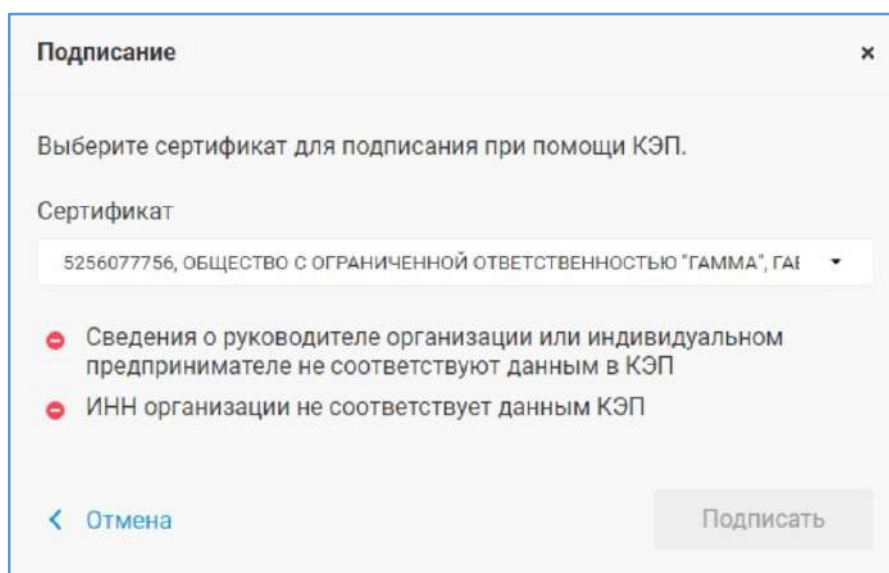 Подписание
Выберите сертификат для подписания при помощи КЭП.
Сертификат
5256077756, ОБЩЕСТВО С ОГРАНИЧЕННОЙ ОТВЕТСТВЕННОСТЬЮ "ГАММА",
Сведения о руководителе организации или индивидуальном
предпринимателе не соответствуют данным в КЭП
ИНН организации не соответствует данным КЭП
Отмена
Подписать